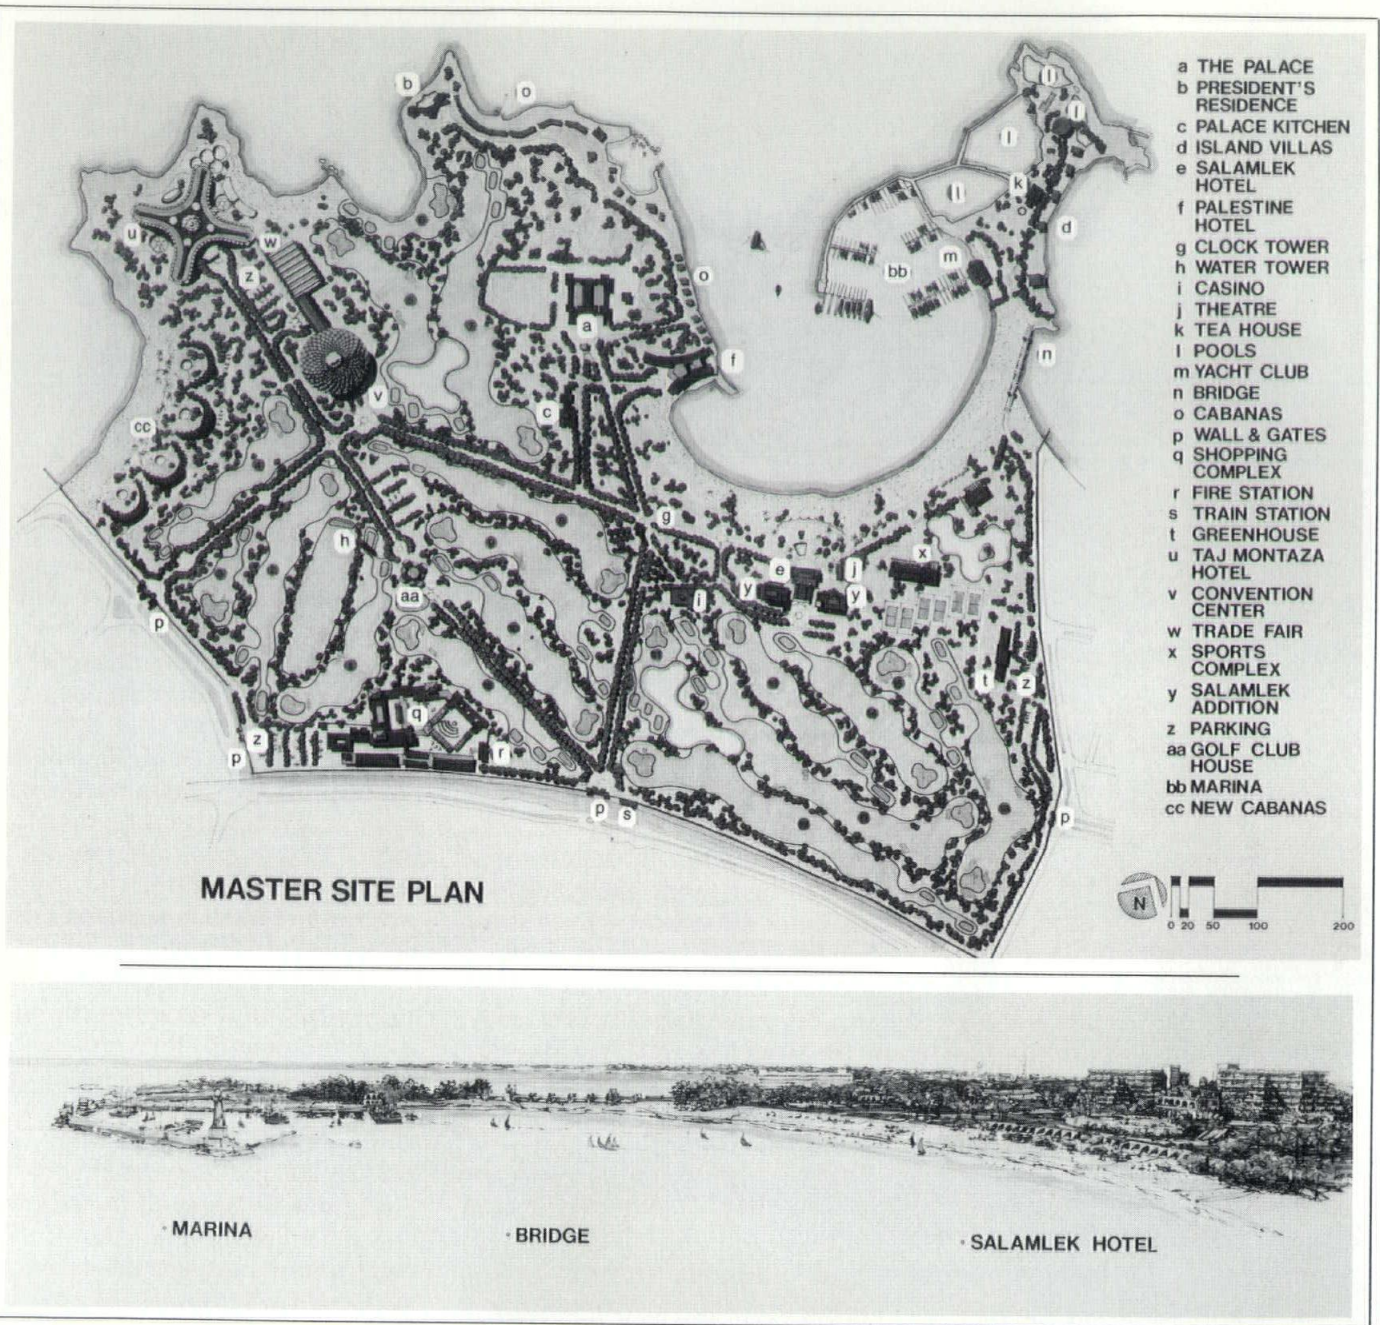 b
o
l
l
l
l
k
d
u
w
z
m
bb
o
a
n
f
v
c
cc
g
h
x
e
j
y
y
i
aa
p
t
z
q
z
r
p
p
s
p
a THE PALACE
b PRESIDENT'S
RESIDENCE
c PALACE KITCHEN
d ISLAND VILLAS
e SALAMLEK
HOTEL
f PALESTINE
HOTEL
g CLOCK TOWER
h WATER TOWER
i CASINO
j THEATRE
k TEA HOUSE
l POOLS
m YACHT CLUB
n BRIDGE
o CABANAS
p WALL & GATES
q SHOPPING
COMPLEX
r FIRE STATION
s TRAIN STATION
t GREENHOUSE
u TAJ MONTAZA
HOTEL
v CONVENTION
CENTER
w TRADE FAIR
x SPORTS
COMPLEX
y SALAMLEK
ADDITION
z PARKING
aa GOLF CLUB
HOUSE
bb MARINA
cc NEW CABANAS
MASTER SITE PLAN
N
0 20 50 100 200
MARINA
BRIDGE
SALAMLEK HOTEL